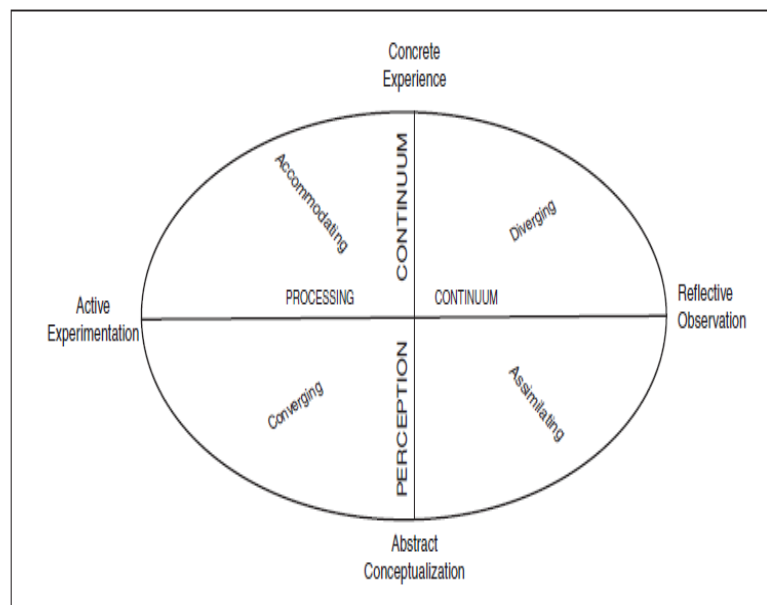 Concrete
Experience
Accommodating
CONTINUUM
Diverging
PROCESSING
CONTINUUM
Active
Experimentation
Reflective
Observation
Converging
PERCEPTION
Assimilating
Abstract
Conceptualization